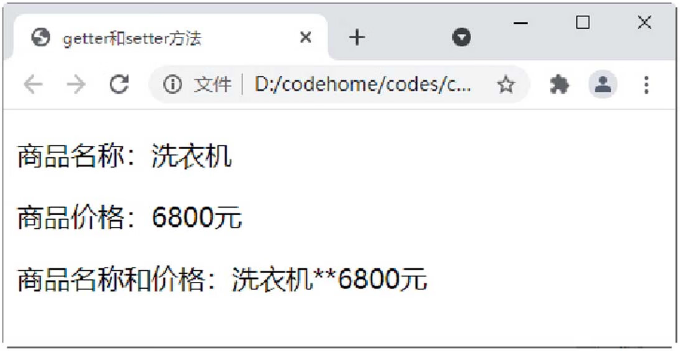 getter和setter方法
文件 D:/codehome/codes/c...
商品名称：洗衣机
商品价格：6800元
商品名称和价格：洗衣机**6800元